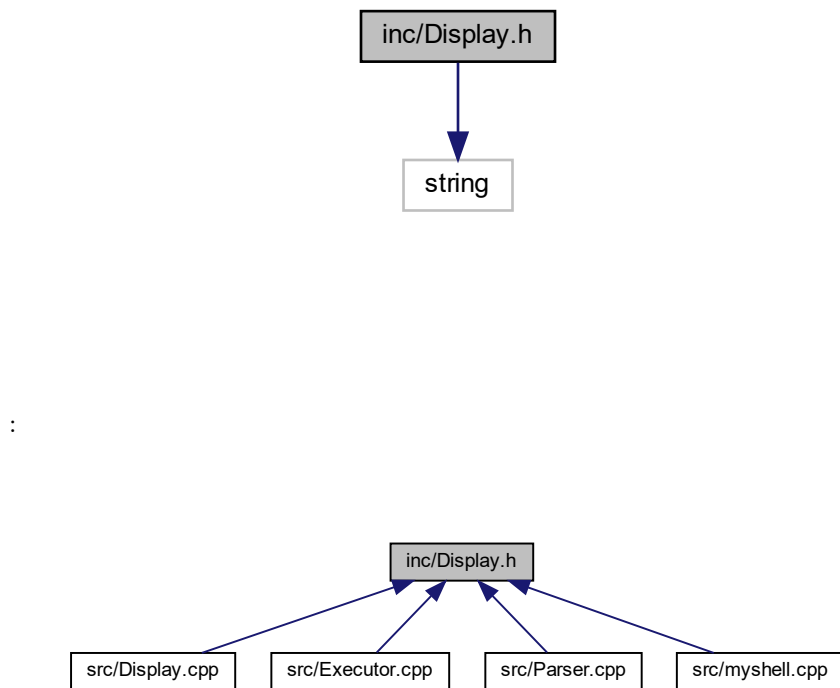 inc/Display.h
string
:
inc/Display.h
src/Display.cpp src/Executor.cpp src/Parser.cpp src/myshell.cpp